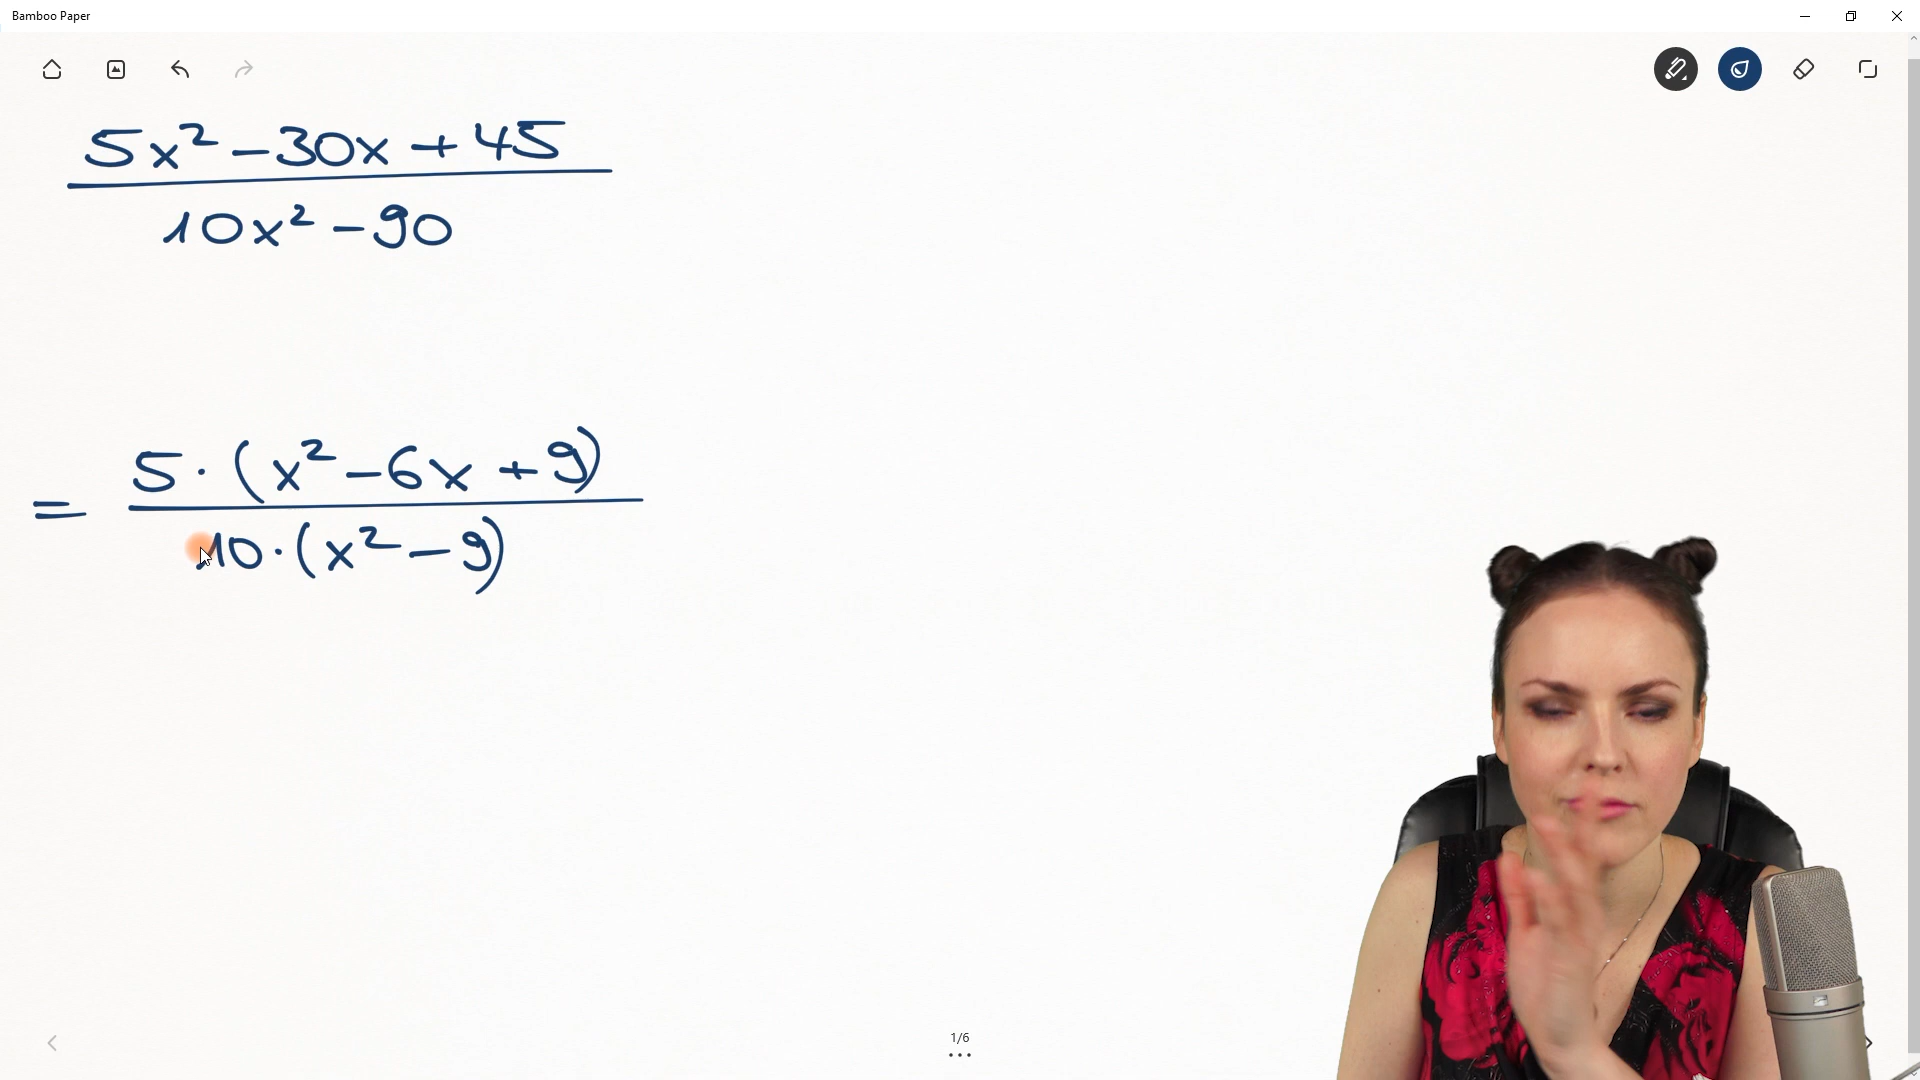 Bamboo Paper
5x² - 30x + 45
10x² - 90
= 5 · (x² - 6x + 9)
10 · (x² - 9)
1/6